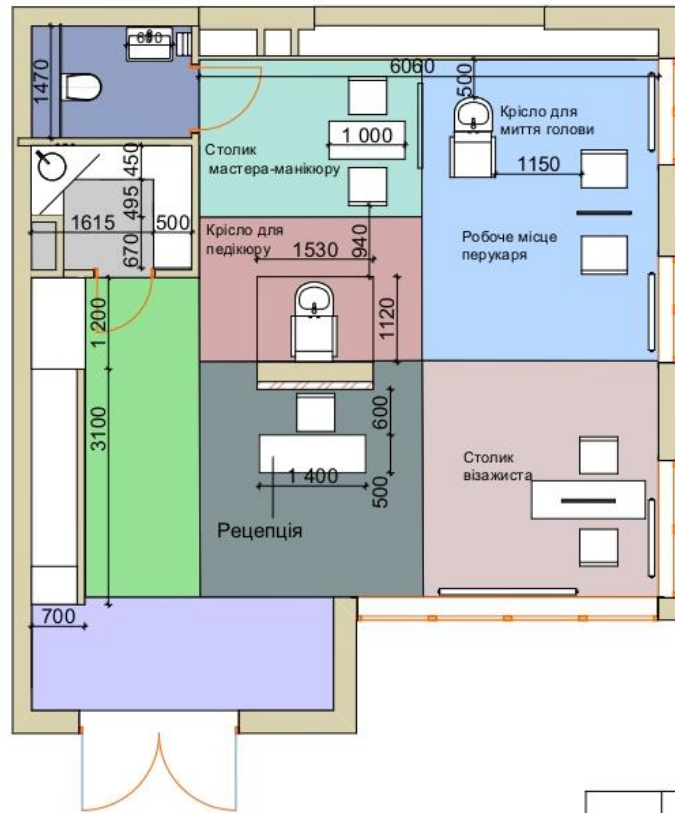 600
1470
6060
500
1 000
Столик
мастера-манікюру
Крісло для
миття голови
1150
450
495
1615
500
670
Крісло для
педікюру
1530
940
Робоче місце
перукаря
1 200
1120
3100
600
1 400
500
Рецепція
Столик
візажиста
700